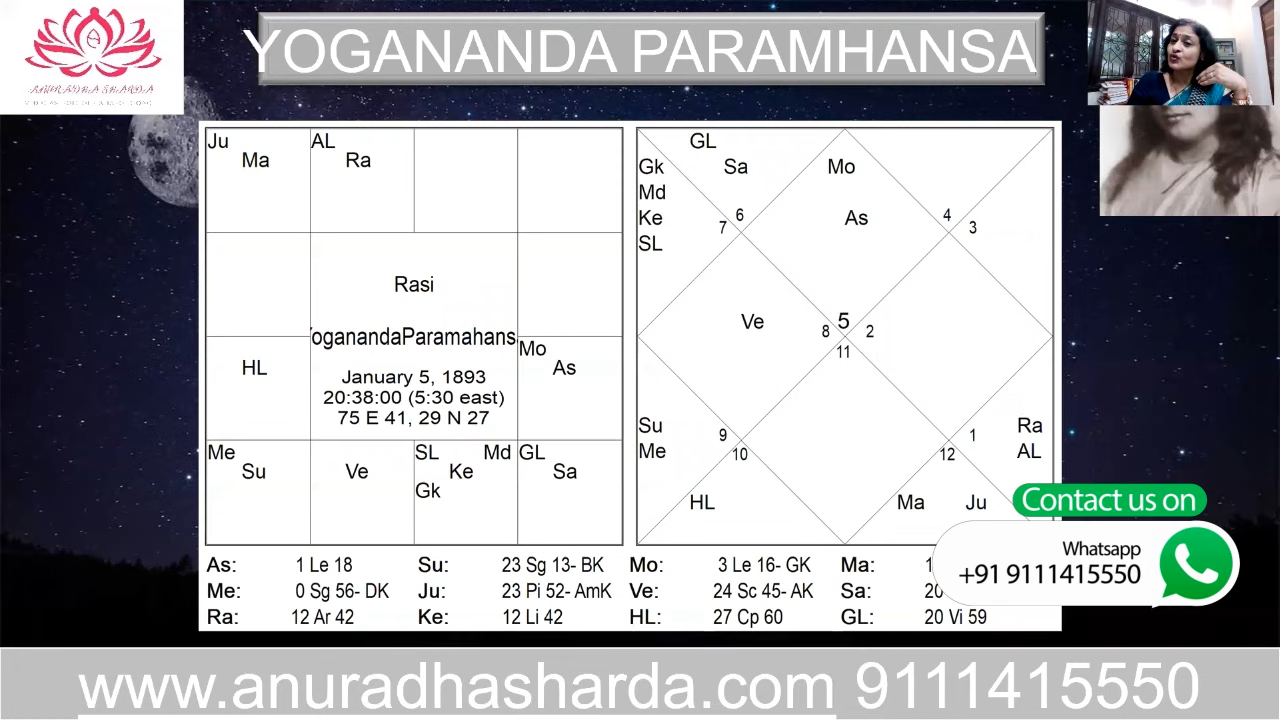 YOGANANDA PARAMHANSA
ANURADHA SHARDA
Ju
Ma
AL
Ra
Rasi
YoganandaParamahans
January 5, 1893
20:38:00 (5:30 east)
75 E 41, 29 N 27
HL
Mo
As
Me
Su
Ve
SL Md
Ke
Gk
GL
Sa
GL
Gk Sa
Md
Ke
SL
Mo
As
6
7
4
3
Ve
8 5 2
11
Su
Me
9
10
HL
1
12
Ra
AL
Ma Ju
As: 1 Le 18 Su: 23 Sg 13- BK Mo: 3 Le 16- GK Ma: 1
Me: 0 Sg 56- DK Ju: 23 Pi 52- AmK Ve: 24 Sc 45- AK Sa: 20
Ra: 12 Ar 42 Ke: 12 Li 42 HL: 27 Cp 60 GL: 20 Vi 59
Contact us on
Whatsapp
+91 9111415550
www.anuradhasharda.com 9111415550